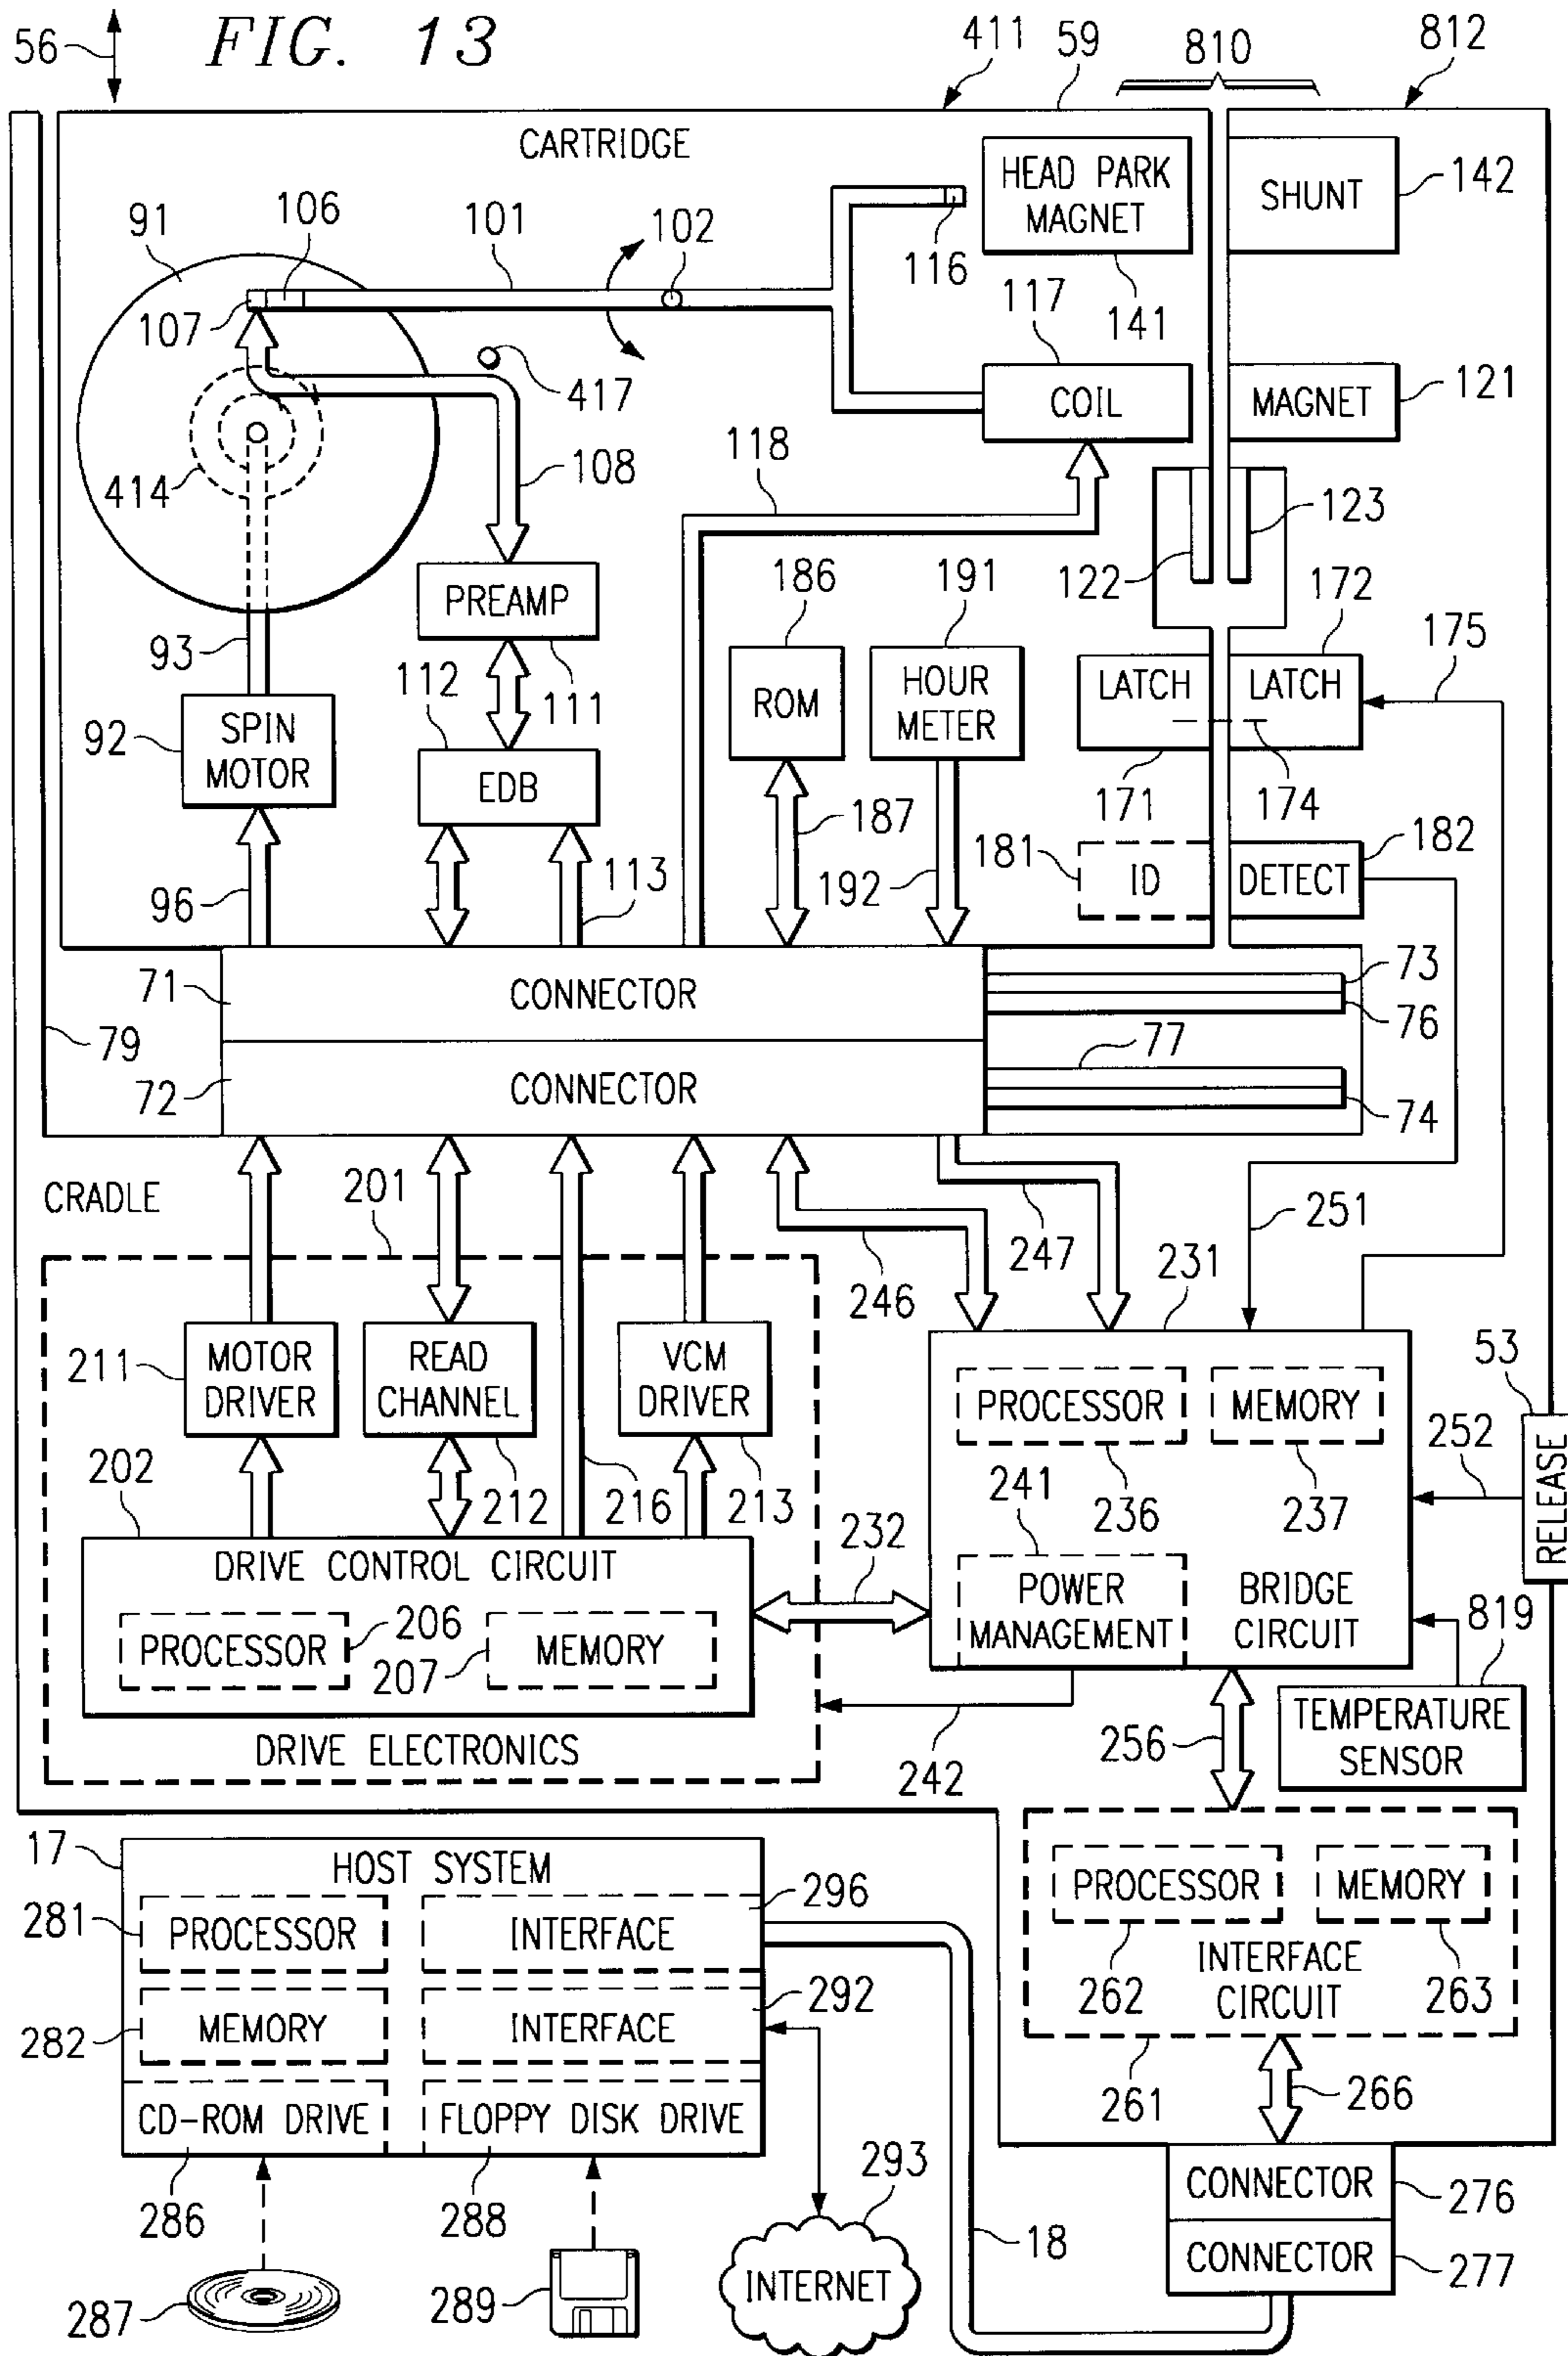 FIG. 13
56
411
59
810
812
CARTRIDGE
HEAD PARK
MAGNET
SHUNT
142
91
106
101
102
116
141
107
117
417
COIL
MAGNET
121
414
108
118
123
122
PREAMP
186
191
172
175
93
112
111
ROM
HOUR
METER
LATCH
LATCH
92
SPIN
MOTOR
EDB
187
171
174
182
96
113
192
181
ID
DETECT
71
CONNECTOR
73
76
79
77
72
CONNECTOR
74
CRADLE
201
251
247
246
231
211
MOTOR
DRIVER
READ
CHANNEL
VCM
DRIVER
53
PROCESSOR
MEMORY
252
RELEASE
202
212
216
213
241
236
237
232
DRIVE CONTROL CIRCUIT
POWER
MANAGEMENT
BRIDGE
CIRCUIT
819
PROCESSOR
206
207
MEMORY
DRIVE ELECTRONICS
242
256
TEMPERATURE
SENSOR
17
HOST SYSTEM
281
PROCESSOR
INTERFACE
296
PROCESSOR
MEMORY
282
MEMORY
INTERFACE
292
262
INTERFACE
CIRCUIT
263
CD-ROM DRIVE
FLOPPY DISK DRIVE
261
266
286
288
293
CONNECTOR
276
287
289
INTERNET
18
CONNECTOR
277